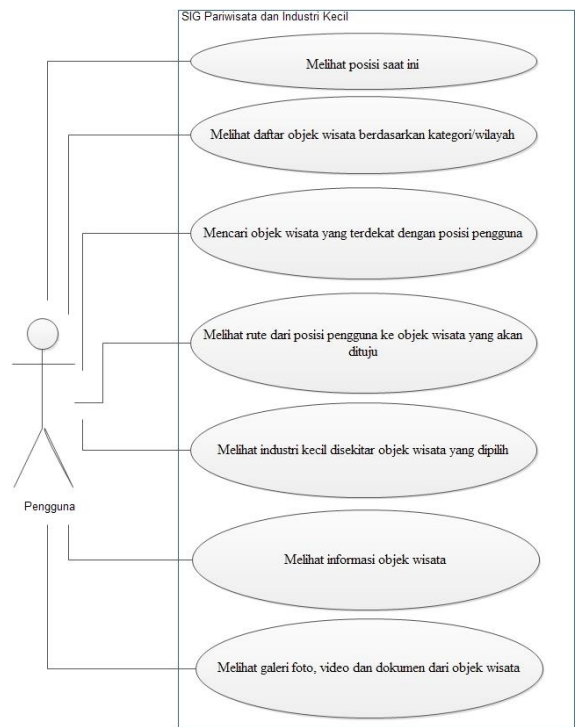 SIG Pariwisata dan Industri Kecil
Melihat posisi saat ini
Melihat daftar objek wisata berdasarkan kategori/wilayah
Mencari objek wisata yang terdekat dengan posisi pengguna
Melihat rute dari posisi pengguna ke objek wisata yang akan
dituju
Melihat industri kecil disekitar objek wisata yang dipilih
Pengguna
Melihat informasi objek wisata
Melihat galeri foto, video dan dokumen dari objek wisata